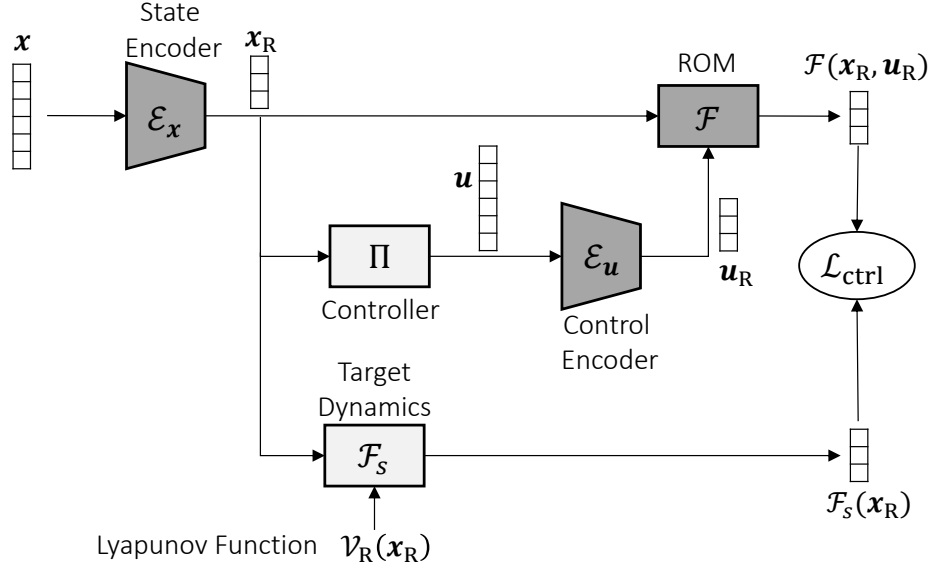 State
Encoder
𝒙
𝒙_R
ℰ_𝒙
ROM
ℱ
ℱ(𝒙_R, 𝒖_R)
𝒖
Π
Controller
ℰ_𝒖
Control
Encoder
𝒖_R
ℒ_ctrl
Target
Dynamics
ℱ_s
ℱ_s(𝒙_R)
Lyapunov Function 𝒱_R(𝒙_R)